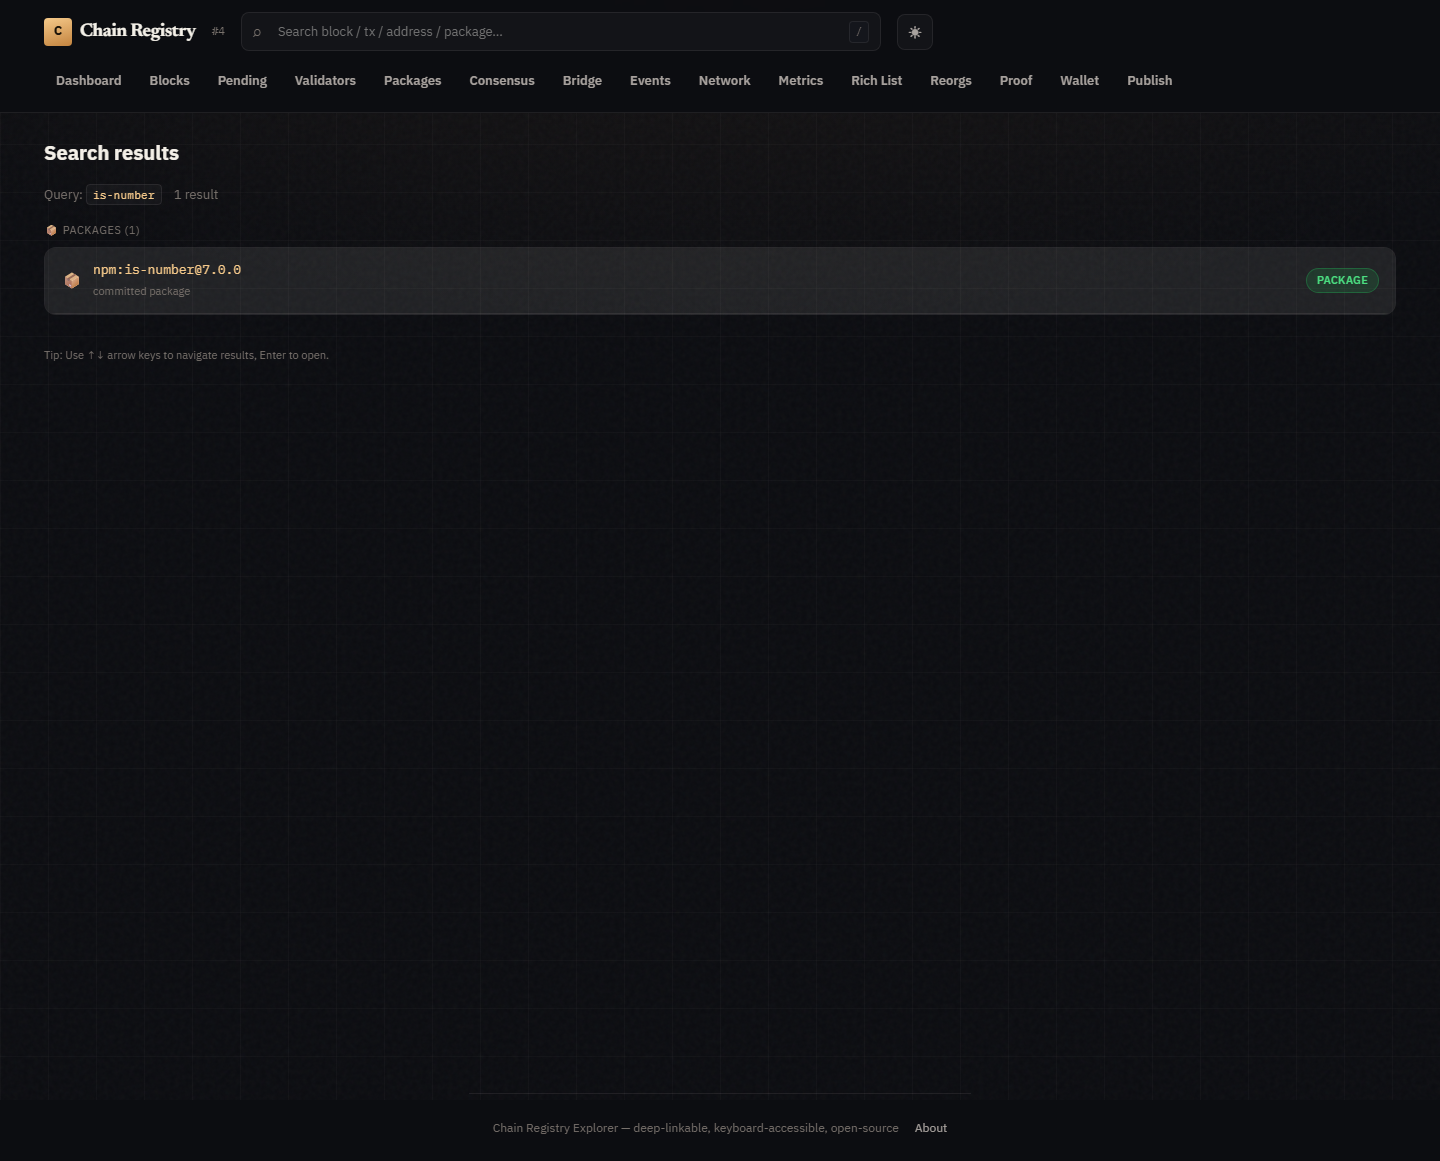 C Chain Registry #4 Search block / tx / address / package... /
Dashboard Blocks Pending Validators Packages Consensus Bridge Events Network Metrics Rich List Reorgs Proof Wallet Publish
Search results
Query: is-number 1 result
PACKAGES (1)
npm:is-number@7.0.0
committed package
PACKAGE
Tip: Use ↑↓ arrow keys to navigate results, Enter to open.
Chain Registry Explorer — deep-linkable, keyboard-accessible, open-source About